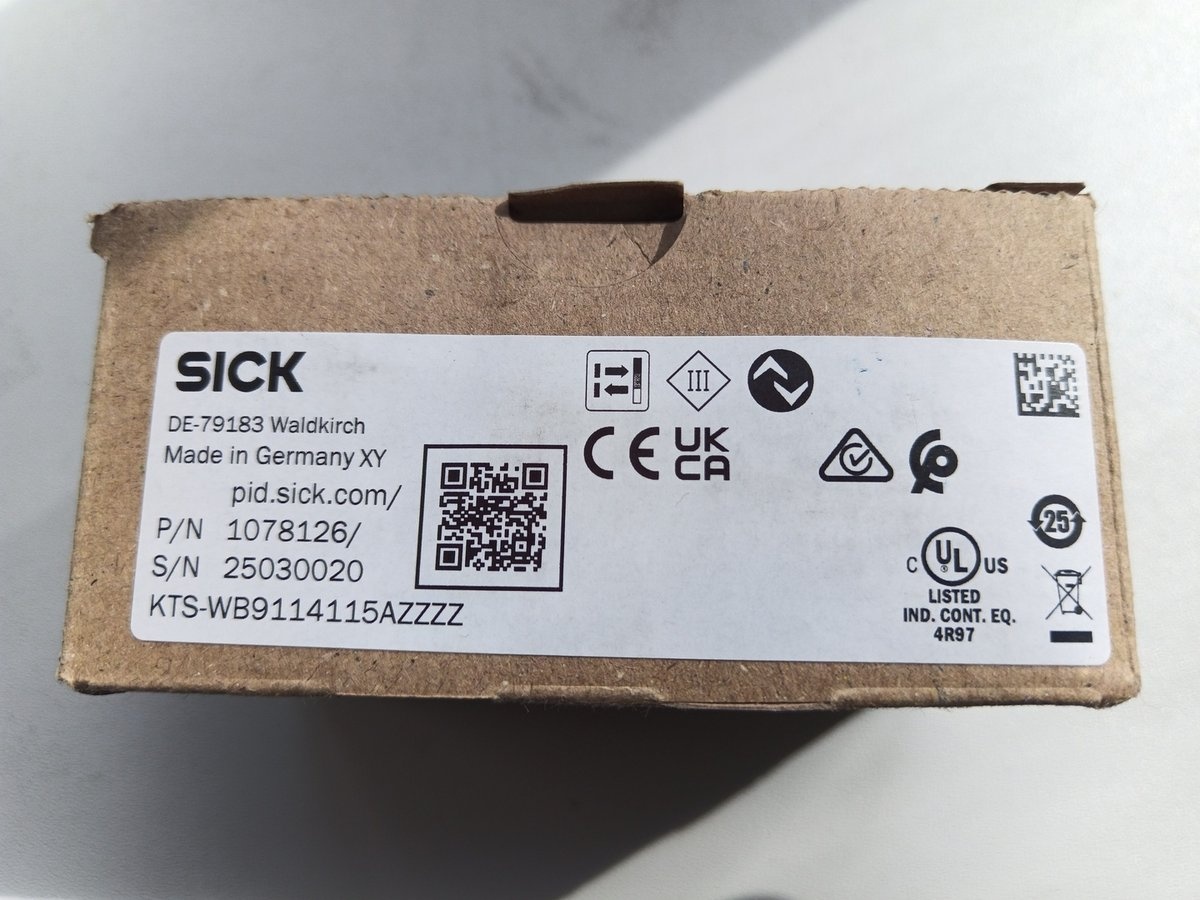 SICK
DE-79183 Waldkirch
Made in Germany XY
pid.sick.com/
P/N 1078126/
S/N 25030020
KTS-WB9114115AZZZZ
III
CE
UK
CA
25
C UL US
LISTED
IND. CONT. EQ.
4R97